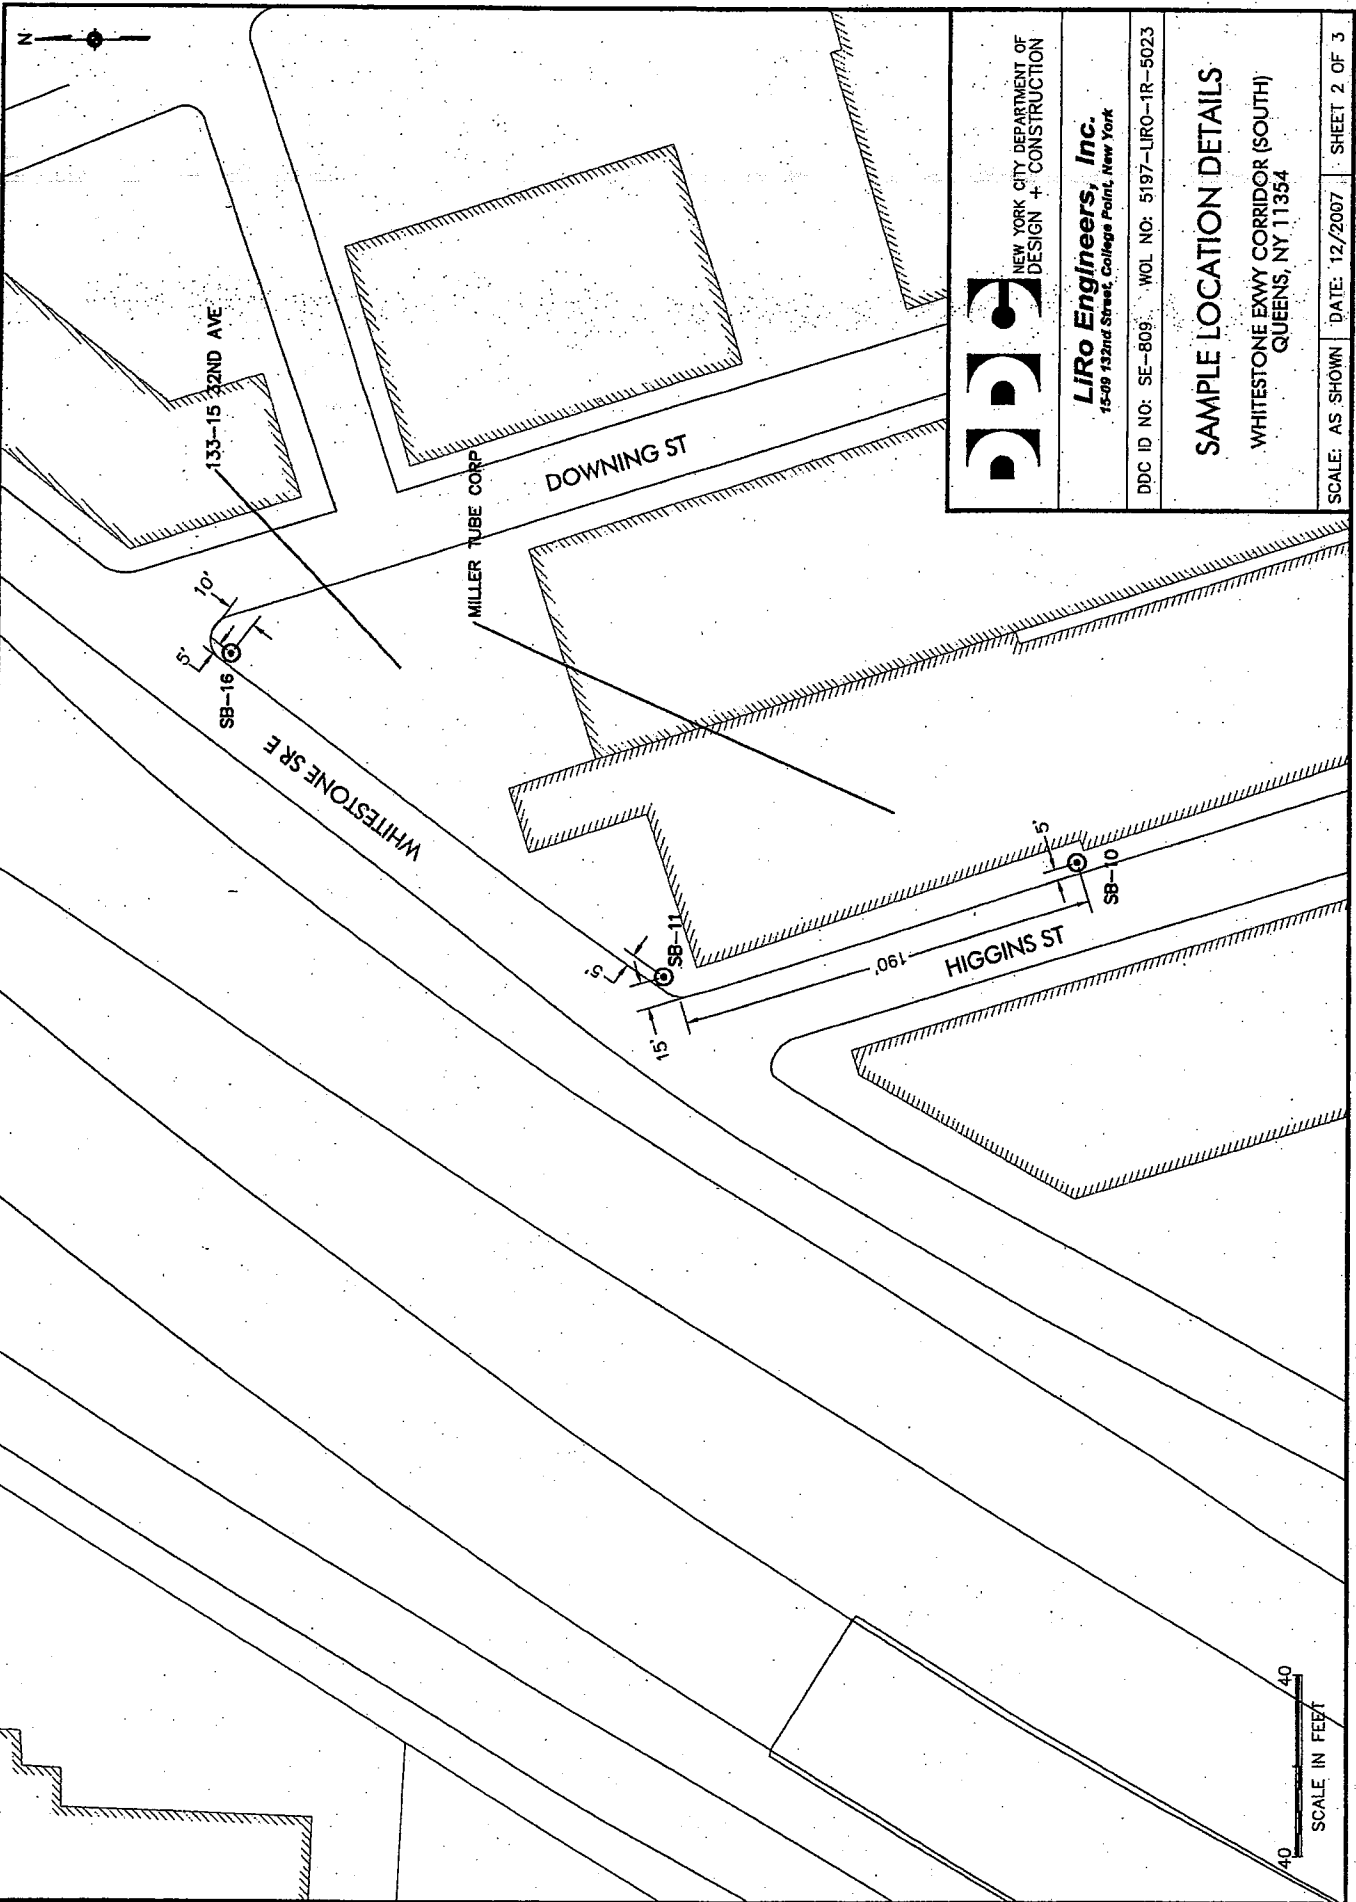 N
133-15 32ND AVE
10'
5'
SB-16
WHITESTONE SR E
DOWNING ST
MILLER TUBE CORP
5'
SB-11
15'
190'
HIGGINS ST
5'
SB-10
40 40
SCALE IN FEET
DDC
NEW YORK CITY DEPARTMENT OF
DESIGN + CONSTRUCTION
LiRo Engineers, Inc.
15-09 132nd Street, College Point, New York
DDC ID NO: SE-809 WOL NO: 5197-LIRO-1R-5023
SAMPLE LOCATION DETAILS
WHITESTONE EXWY CORRIDOR (SOUTH)
QUEENS, NY 11354
SCALE: AS SHOWN DATE: 12/2007 SHEET 2 OF 3